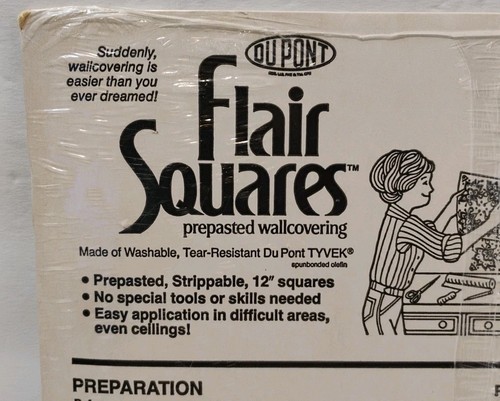 Suddenly,
wallcovering is
easier than you
ever dreamed!
DU PONT
Flair
Squares™
prepasted wallcovering
Made of Washable, Tear-Resistant Du Pont TYVEK®
spunbonded olefin
• Prepasted, Strippable, 12" squares
• No special tools or skills needed
• Easy application in difficult areas,
even ceilings!
PREPARATION